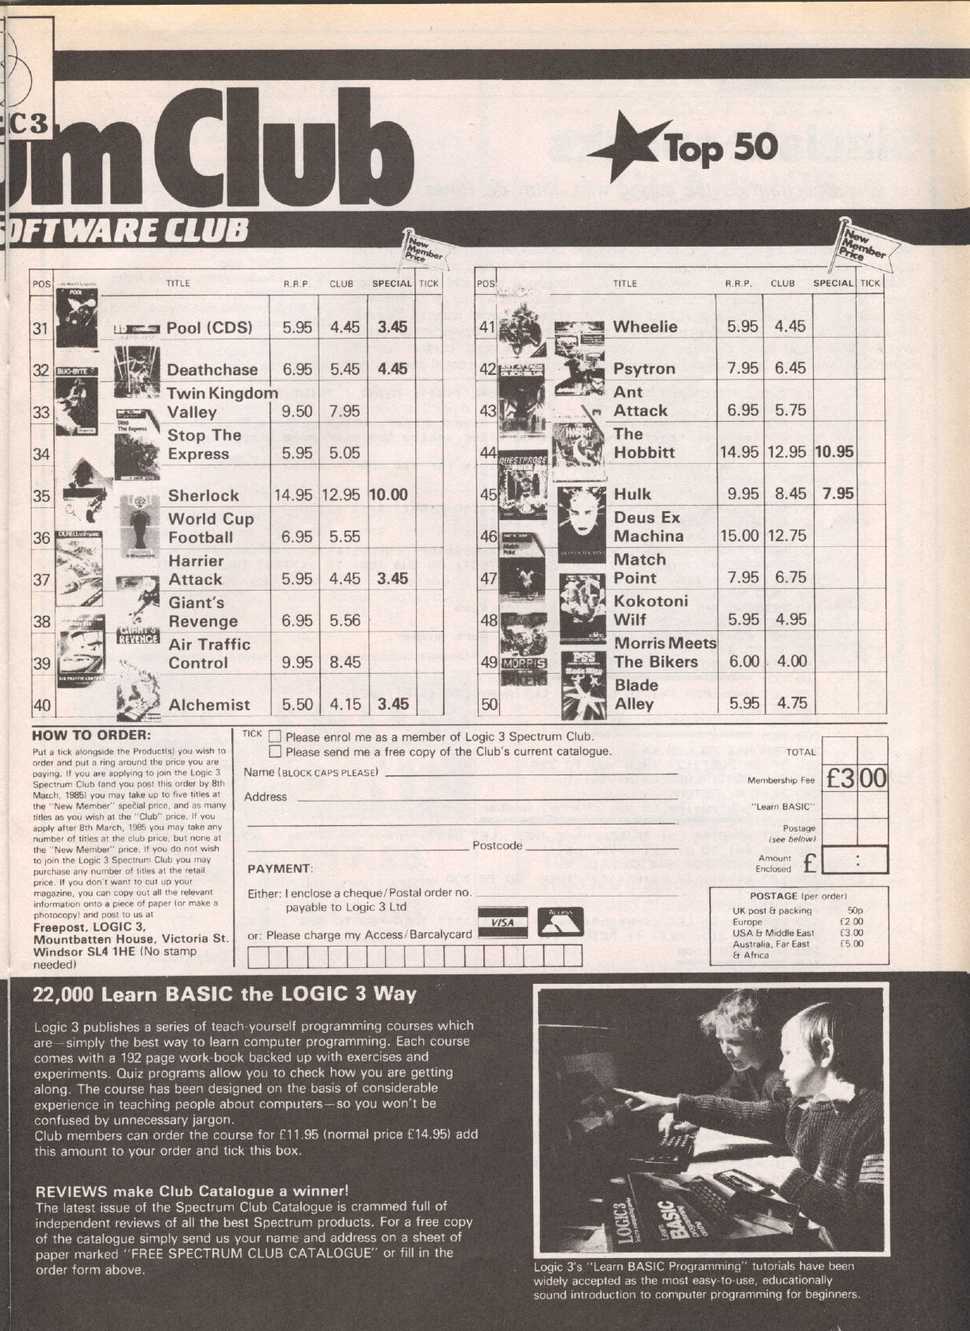 C3
um Club
Top 50
SOFTWARE CLUB
New Member Price
New Member Price
POS TITLE R.R.P. CLUB SPECIAL TICK
31 Pool (CDS) 5.95 4.45 3.45
32 Deathchase 6.95 5.45 4.45
Twin Kingdom
33 Valley 9.50 7.95
Stop The
34 Express 5.95 5.05
35 Sherlock 14.95 12.95 10.00
World Cup
36 Football 6.95 5.55
Harrier
37 Attack 5.95 4.45 3.45
Giant's
38 Revenge 6.95 5.56
Air Traffic
39 Control 9.95 8.45
40 Alchemist 5.50 4.15 3.45
POS TITLE R.R.P. CLUB SPECIAL TICK
41 Wheelie 5.95 4.45
42 Psytron 7.95 6.45
Ant
43 Attack 6.95 5.75
The
44 Hobbitt 14.95 12.95 10.95
45 Hulk 9.95 8.45 7.95
Deus Ex
46 Machina 15.00 12.75
Match
47 Point 7.95 6.75
Kokotoni
48 Wilf 5.95 4.95
Morris Meets
49 The Bikers 6.00 4.00
Blade
50 Alley 5.95 4.75
HOW TO ORDER:
Put a tick alongside the Product(s) you wish to
order and put a ring around the price you are
paying. If you are applying to join the Logic 3
Spectrum Club (and you post this order by 8th
March, 1985) you may take up to five titles at
the "New Member" special price, and as many
titles as you wish at the "Club" price. If you
apply after 8th March, 1985 you may take any
number of titles at the club price, but none at
the "New Member" price. If you do not wish
to join the Logic 3 Spectrum Club you may
purchase any number of titles at the retail
price. If you don't want to cut up your
magazine, you can copy out all the relevant
information onto a piece of paper (or make a
photocopy) and post to us at
Freepost, LOGIC 3,
Mountbatten House, Victoria St.
Windsor SL4 1HE (No stamp
needed)
TICK Please enrol me as a member of Logic 3 Spectrum Club.
Please send me a free copy of the Club's current catalogue.
Name (BLOCK CAPS PLEASE)
Address
Postcode
PAYMENT:
Either: I enclose a cheque/Postal order no.
payable to Logic 3 Ltd
VISA
Access
or: Please charge my Access/Barcalycard
TOTAL
Membership Fee £3 00
"Learn BASIC"
Postage
(see below)
Amount
Enclosed £ :
POSTAGE (per order)
UK post & packing 50p
Europe £2.00
USA & Middle East £3.00
Australia, Far East £5.00
& Africa
22,000 Learn BASIC the LOGIC 3 Way
Logic 3 publishes a series of teach-yourself programming courses which
are—simply the best way to learn computer programming. Each course
comes with a 192 page work-book backed up with exercises and
experiments. Quiz programs allow you to check how you are getting
along. The course has been designed on the basis of considerable
experience in teaching people about computers—so you won't be
confused by unnecessary jargon.
Club members can order the course for £11.95 (normal price £14.95) add
this amount to your order and tick this box.
REVIEWS make Club Catalogue a winner!
The latest issue of the Spectrum Club Catalogue is crammed full of
independent reviews of all the best Spectrum products. For a free copy
of the catalogue simply send us your name and address on a sheet of
paper marked "FREE SPECTRUM CLUB CATALOGUE" or fill in the
order form above.
LOGIC3
Learn BASIC
Logic 3's "Learn BASIC Programming" tutorials have been
widely accepted as the most easy-to-use, educationally
sound introduction to computer programming for beginners.